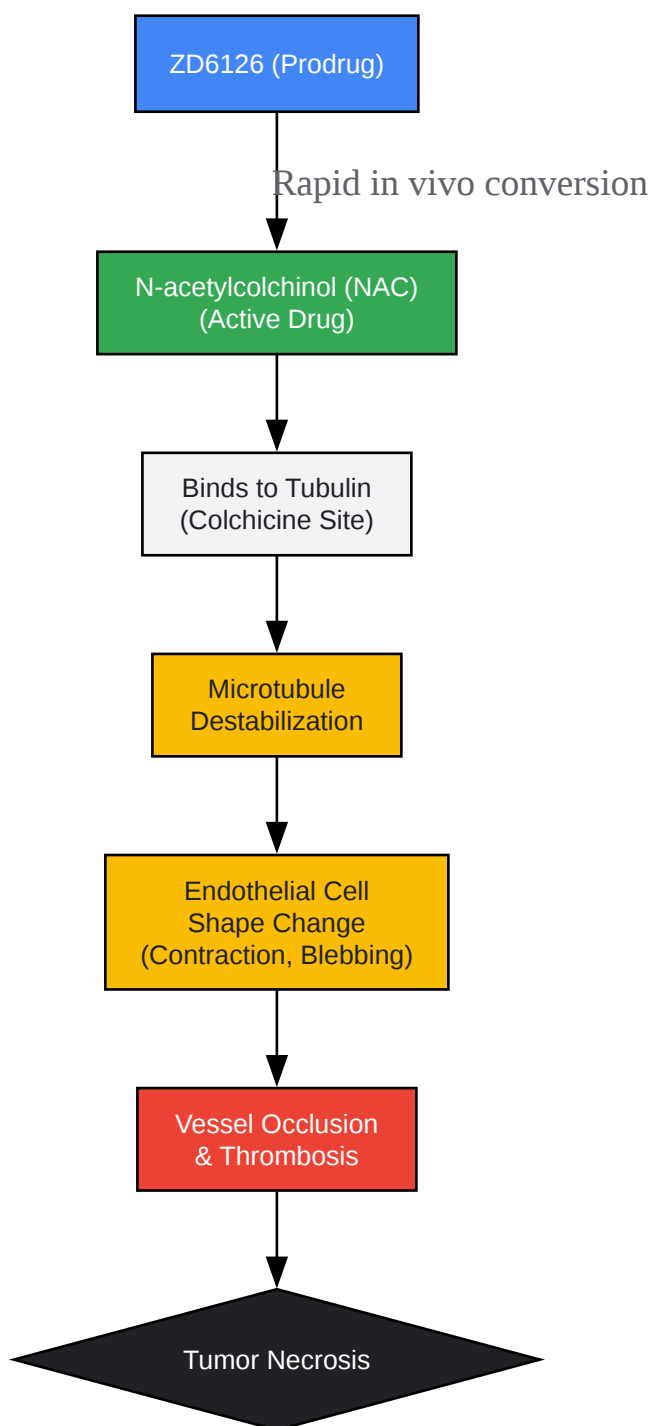 ZD6126 (Prodrug)
Rapid in vivo conversion
N-acetylcolchinol (NAC)
(Active Drug)
Binds to Tubulin
(Colchicine Site)
Microtubule
Destabilization
Endothelial Cell
Shape Change
(Contraction, Blebbing)
Vessel Occlusion
& Thrombosis
Tumor Necrosis